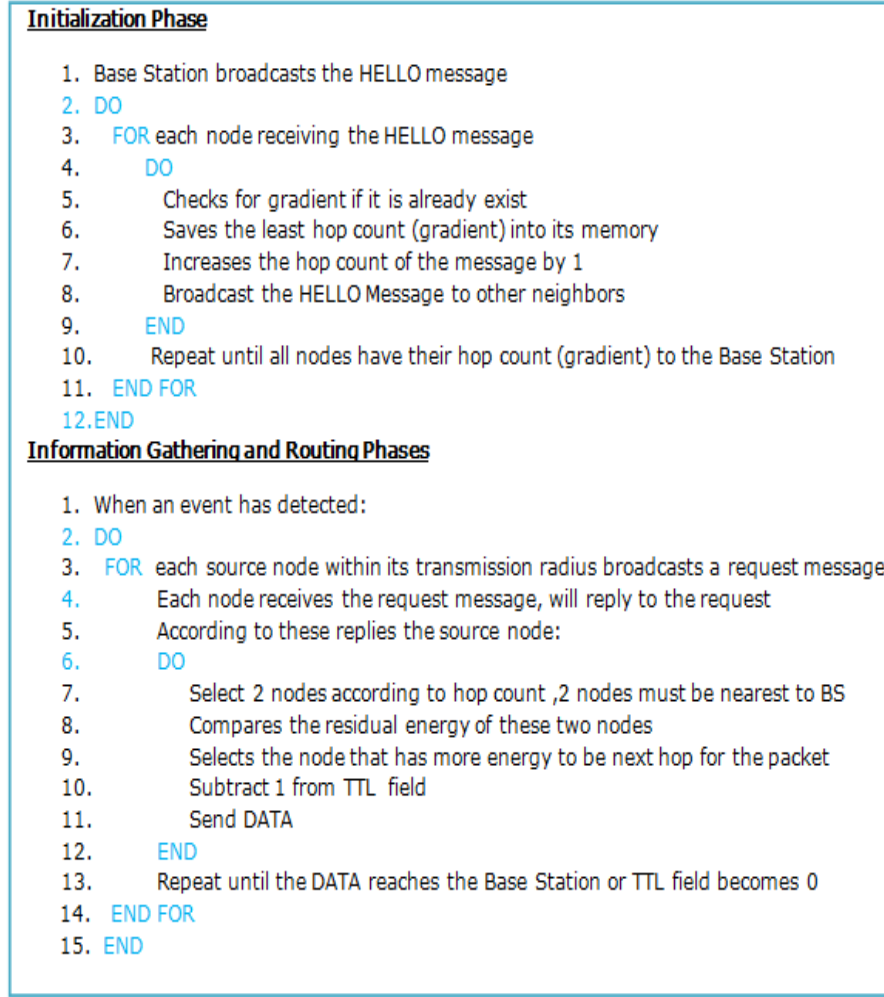 Initialization Phase
1. Base Station broadcasts the HELLO message
2. DO
3. FOR each node receiving the HELLO message
4. DO
5. Checks for gradient if it is already exist
6. Saves the least hop count (gradient) into its memory
7. Increases the hop count of the message by 1
8. Broadcast the HELLO Message to other neighbors
9. END
10. Repeat until all nodes have their hop count (gradient) to the Base Station
11. END FOR
12.END
Information Gathering and Routing Phases
1. When an event has detected:
2. DO
3. FOR each source node within its transmission radius broadcasts a request message
4. Each node receives the request message, will reply to the request
5. According to these replies the source node:
6. DO
7. Select 2 nodes according to hop count ,2 nodes must be nearest to BS
8. Compares the residual energy of these two nodes
9. Selects the node that has more energy to be next hop for the packet
10. Subtract 1 from TTL field
11. Send DATA
12. END
13. Repeat until the DATA reaches the Base Station or TTL field becomes 0
14. END FOR
15. END